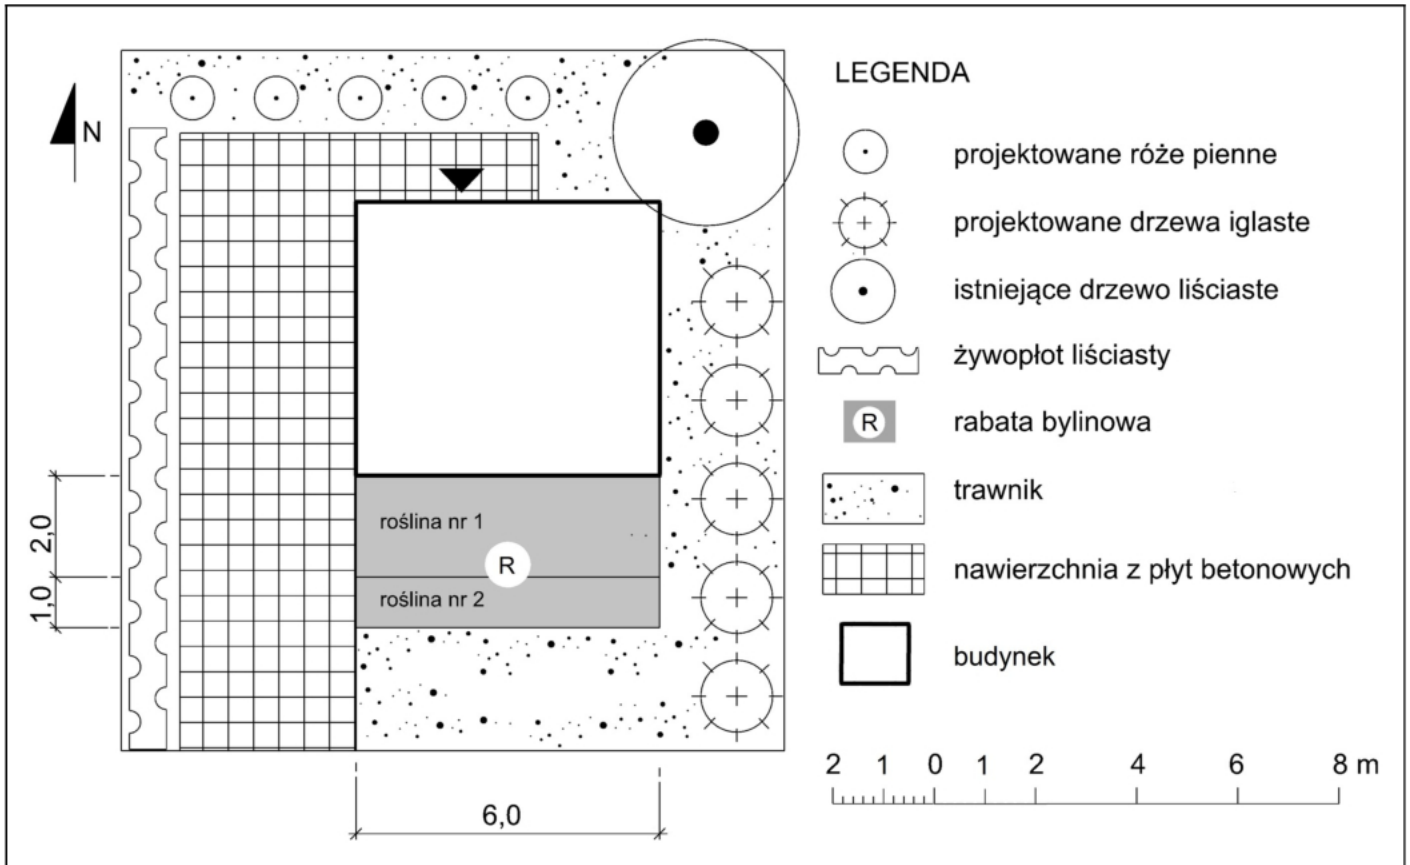 N
LEGENDA
projektowane róże pienne
projektowane drzewa iglaste
istniejące drzewo liściaste
żywopłot liściasty
R
rabata bylinowa
trawnik
nawierzchnia z płyt betonowych
budynek
2,0
1,0
roślina nr 1
R
roślina nr 2
6,0
2 1 0 1 2 4 6 8 m